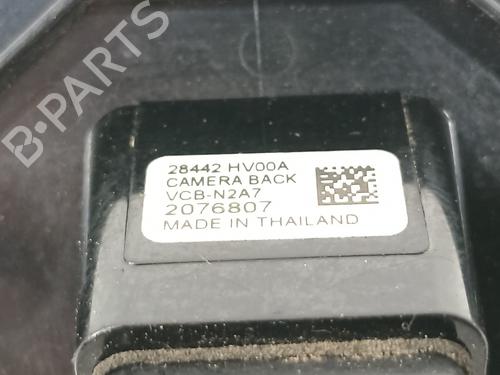 28442 HV00A
CAMERA BACK
VCB-N2A7
2076807
MADE IN THAILAND
B-PARTS